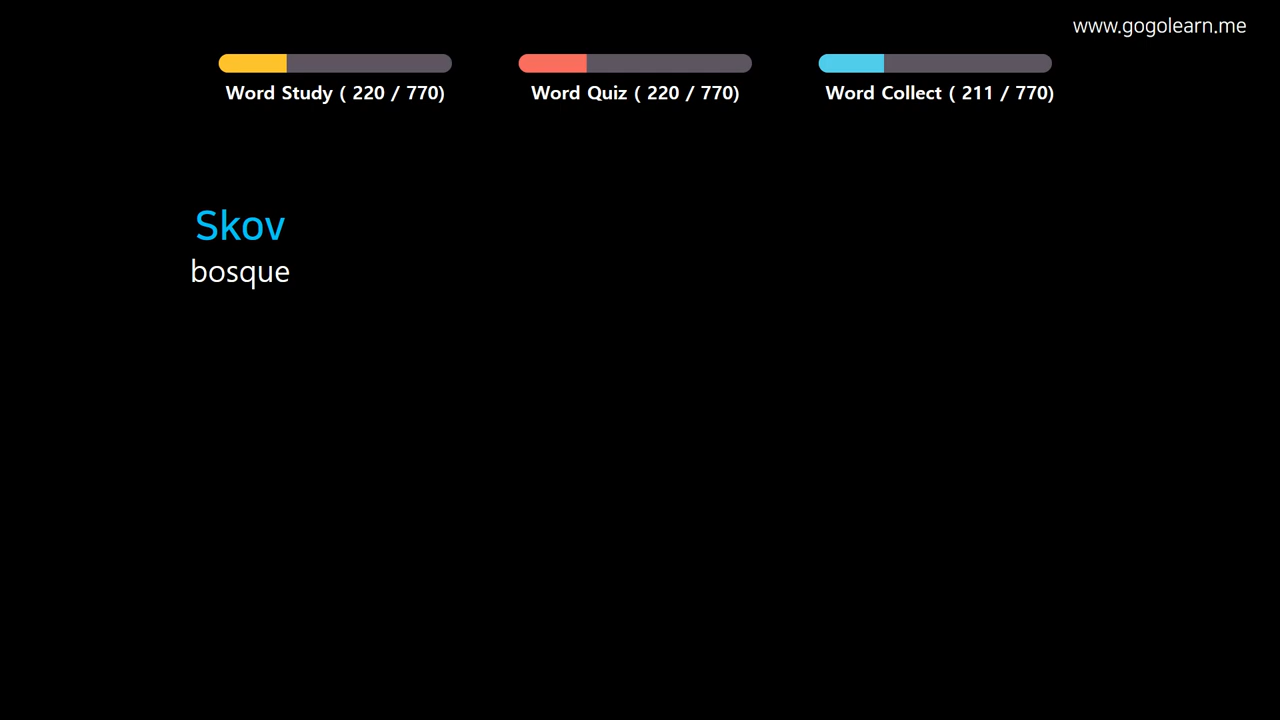 www.gogolearn.me
Word Study ( 220 / 770)
Word Quiz ( 220 / 770)
Word Collect ( 211 / 770)
Skov
bosque